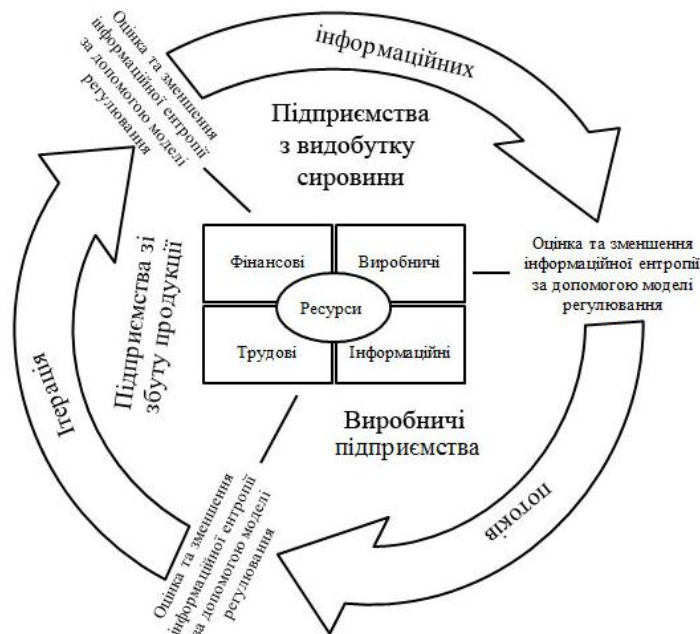 Оцінка та зменшення
інформаційної ентропії
за допомогою моделі
регулювання
інформаційних
Підприємства
з видобутку
сировини
Фінансові
Виробничі
Ресурси
Трудові
Інформаційні
Оцінка та зменшення
інформаційної ентропії
за допомогою моделі
регулювання
Підприємства зі
збуту продукції
Ітерація
Виробничі
підприємства
потоків
Оцінка та зменшення
інформаційної ентропії
за допомогою моделі
регулювання